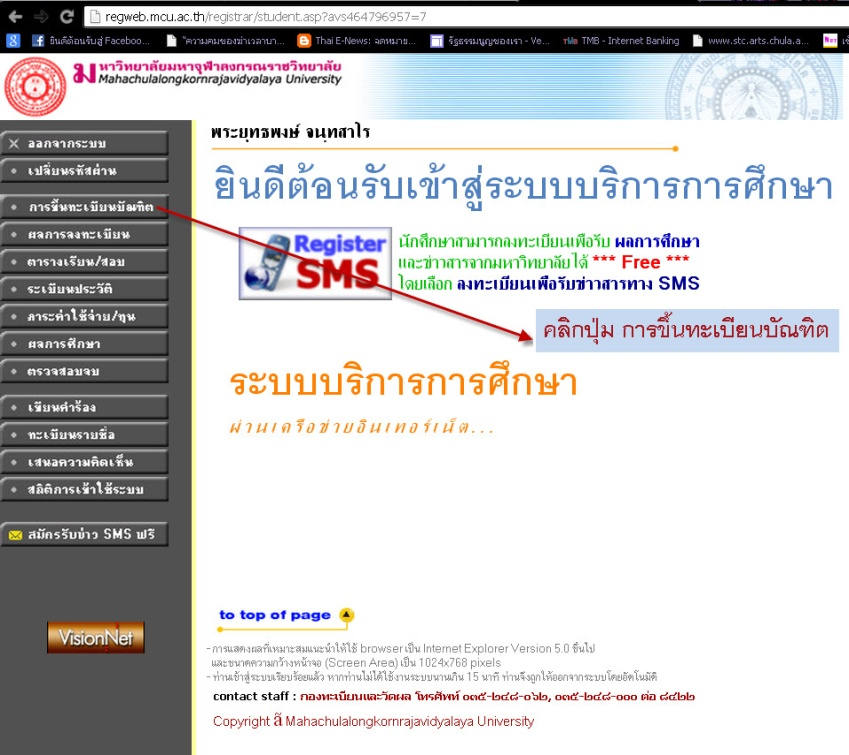 regweb.mcu.ac.th/registrar/student.asp?avs464796957=7
ยินดีต้อนรับสู่ Faceboo... "ความคมของขําเวลาบา... Thai E-News: จดหมาย... รัฐธรรมนูญของเรา - Ve... TMB - Internet Banking www.stc.arts.chula.a...
มหาวิทยาลัยมหาจุฬาลงกรณราชวิทยาลัย
Mahachulalongkornrajavidyalaya University
พระยุทธพงษ์ จนฺทสาโร
ออกจากระบบ
เปลี่ยนรหัสผ่าน
การขึ้นทะเบียนบัณฑิต
ผลการลงทะเบียน
ตารางเรียน/สอบ
ระเบียนประวัติ
ภาระค่าใช้จ่าย/ทุน
ผลการศึกษา
ตรวจสอบจบ
เขียนคำร้อง
ทะเบียนรายชื่อ
เสนอความคิดเห็น
สถิติการเข้าใช้ระบบ
สมัครรับข่าว SMS ฟรี
VisionNet
ยินดีต้อนรับเข้าสู่ระบบบริการการศึกษา
Register
SMS
นักศึกษาสามารถลงทะเบียนเพื่อรับ ผลการศึกษา
และข่าวสารจากมหาวิทยาลัยได้ *** Free ***
โดยเลือก ลงทะเบียนเพื่อรับข่าวสารทาง SMS
คลิกปุ่ม การขึ้นทะเบียนบัณฑิต
ระบบบริการการศึกษา
ผ่านเครือข่ายอินเทอร์เน็ต...
to top of page
- การแสดงผลที่เหมาะสมแนะนำให้ใช้ browser เป็น Internet Explorer Version 5.0 ขึ้นไป
และขนาดความกว้างหน้าจอ (Screen Area) เป็น 1024x768 pixels
- ท่านเข้าสู่ระบบเรียบร้อยแล้ว หากท่านไม่ได้ใช้งานระบบนานเกิน 15 นาที ท่านจึงถูกให้ออกจากระบบโดยอัตโนมัติ
contact staff : กองทะเบียนและวัดผล โทรศัพท์ ๐๓๕-๒๔๘-๐๖๒, ๐๓๕-๒๔๘-๐๐๐ ต่อ ๘๔๒๒
Copyright สี Mahachulalongkornrajavidyalaya University